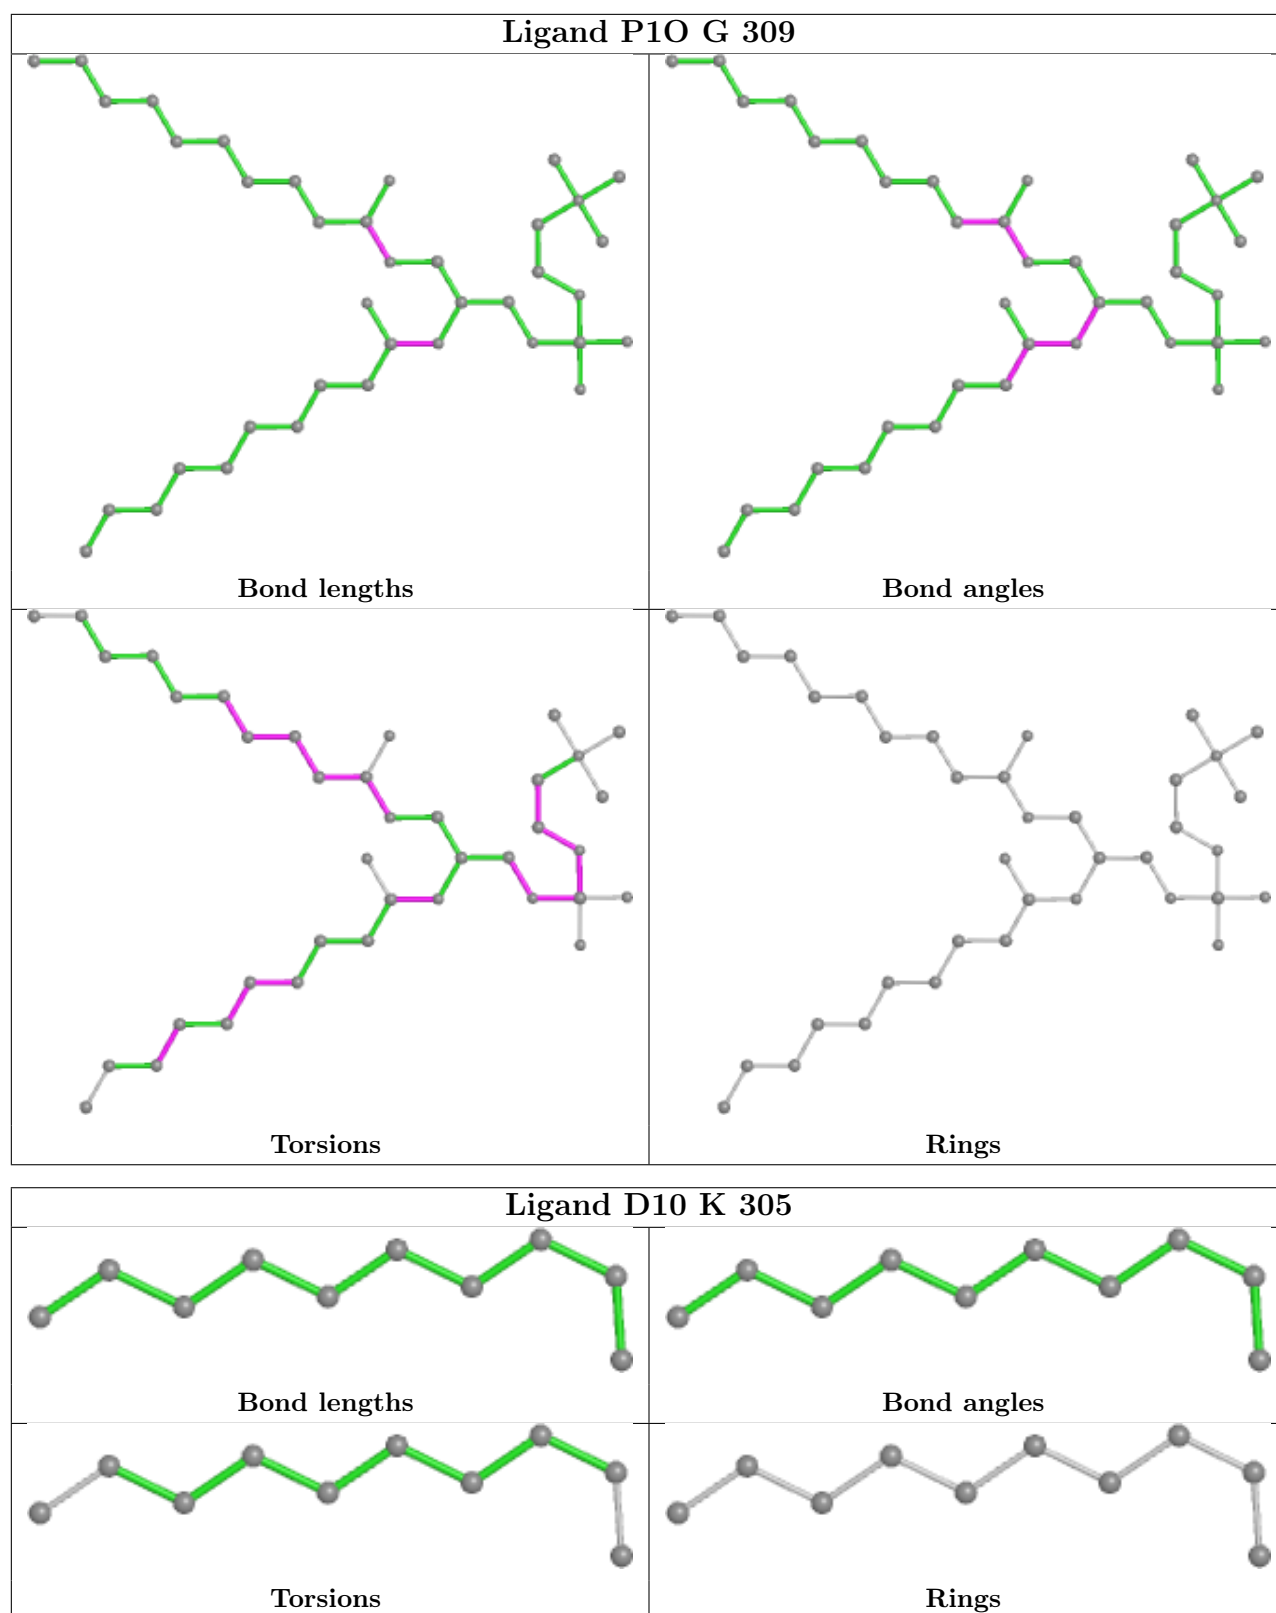 Ligand P1O G 309
Bond lengths
Bond angles
Torsions
Rings
Ligand D10 K 305
Bond lengths
Bond angles
Torsions
Rings